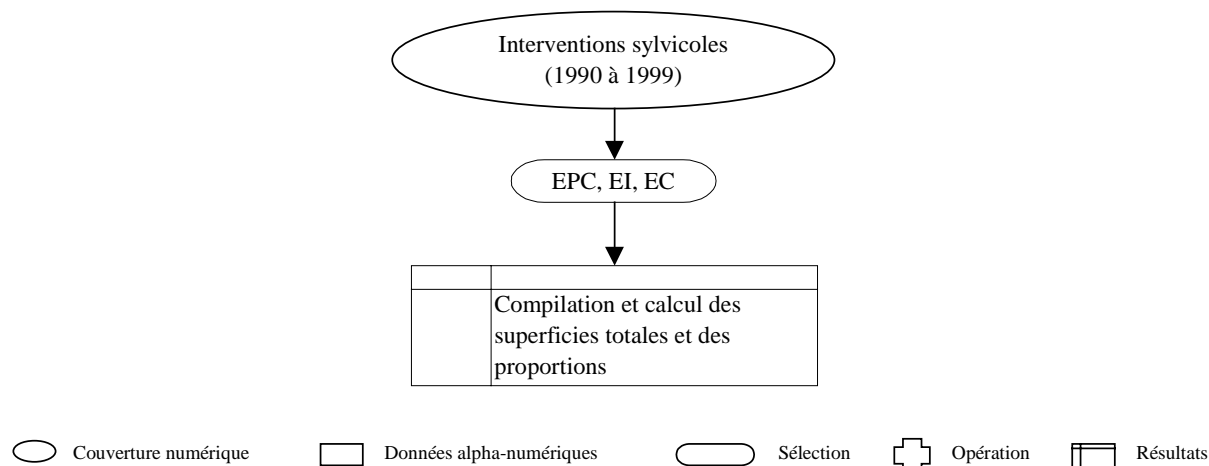 Interventions sylvicoles
(1990 à 1999)
EPC, EI, EC
Compilation et calcul des
superficies totales et des
proportions
Couverture numérique
Données alpha-numériques
Sélection
Opération
Résultats